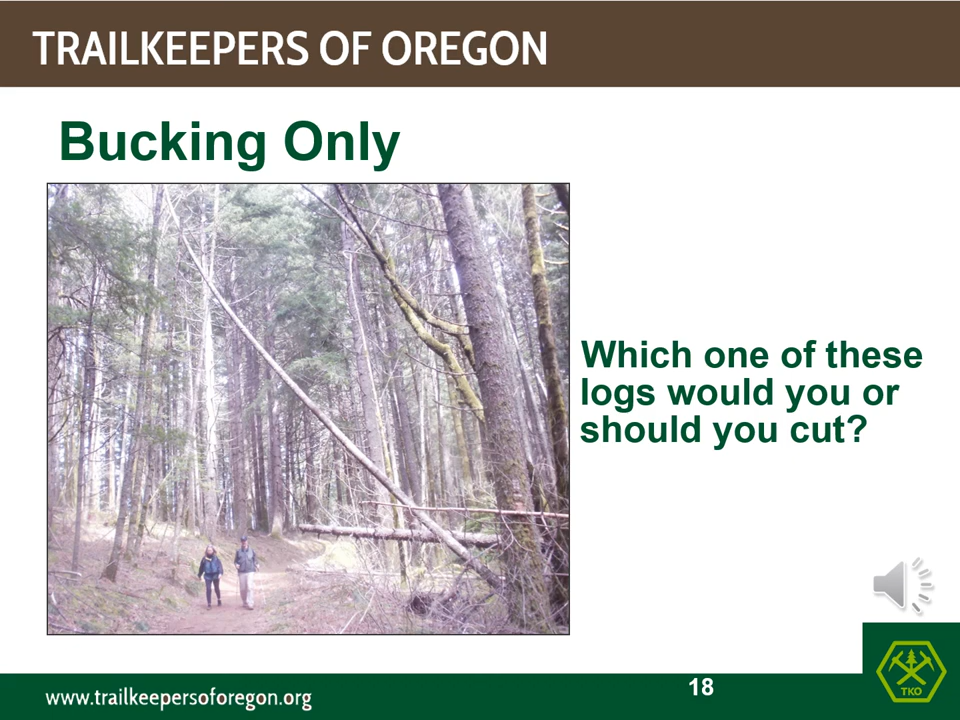 TRAILKEEPERS OF OREGON
Bucking Only
Which one of these
logs would you or
should you cut?
TKO
www.trailkeepersoforegon.org
18